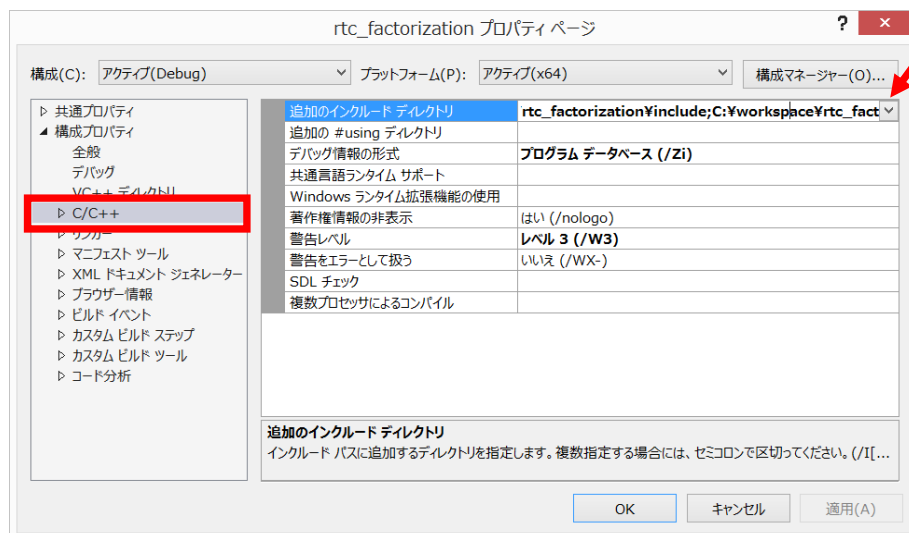 rtc_factorization プロパティ ページ
? ×
構成(C): アクティブ(Debug) プラットフォーム(P): アクティブ(x64) 構成マネージャー(O)...
共通プロパティ
構成プロパティ
全般
デバッグ
VC++ ディレクトリ
C/C++
リンカー
マニフェスト ツール
XML ドキュメント ジェネレーター
ブラウザー情報
ビルド イベント
カスタム ビルド ステップ
カスタム ビルド ツール
コード分析
追加のインクルード ディレクトリ rtc_factorization¥include;C:¥workspace¥rtc_fact
追加の #using ディレクトリ
デバッグ情報の形式 プログラム データベース (/Zi)
共通言語ランタイム サポート
Windows ランタイム拡張機能の使用
著作権情報の非表示 はい (/nologo)
警告レベル レベル 3 (/W3)
警告をエラーとして扱う いいえ (/WX-)
SDL チェック
複数プロセッサによるコンパイル
追加のインクルード ディレクトリ
インクルード パスに追加するディレクトリを指定します。複数指定する場合には、セミコロンで区切ってください。(/I[...
OK キャンセル 適用(A)